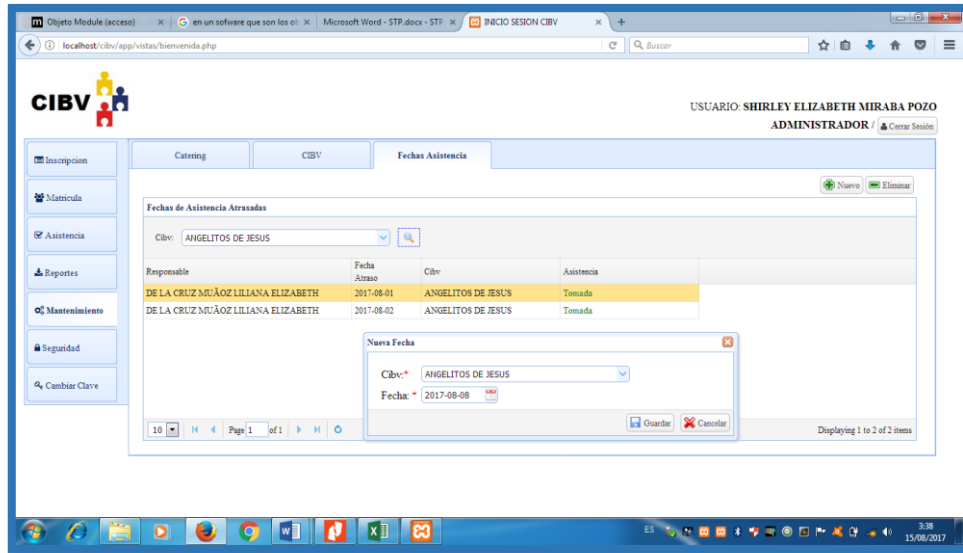 Objeto Module (acceso)
en un sofware que son los ob
Microsoft Word - STP.docx - STP
INICIO SESION CIBV
localhost/cibv/app/vistas/bienvenida.php
Buscar
CIBV
USUARIO: SHIRLEY ELIZABETH MIRABA POZO
ADMINISTRADOR / Cerrar Sesión
Inscripcion
Matricula
Asistencia
Reportes
Mantenimiento
Seguridad
Cambiar Clave
Catering CIBV Fechas Asistencia
Nuevo Eliminar
Fechas de Asistencia Atrasadas
Cibv: ANGELITOS DE JESUS
Responsable Fecha Atraso Cibv Asistencia
DE LA CRUZ MUÃOZ LILIANA ELIZABETH 2017-08-01 ANGELITOS DE JESUS Tomada
DE LA CRUZ MUÃOZ LILIANA ELIZABETH 2017-08-02 ANGELITOS DE JESUS Tomada
Nueva Fecha
Cibv:* ANGELITOS DE JESUS
Fecha: * 2017-08-08
Guardar Cancelar
10 Page 1 of 1 Displaying 1 to 2 of 2 items
ES 3:38
15/08/2017